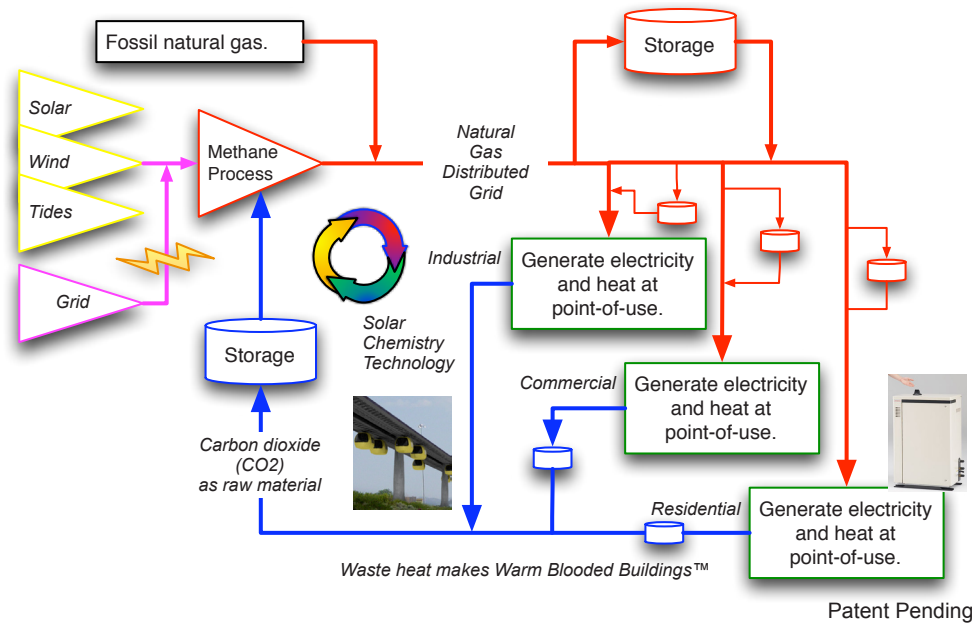 Fossil natural gas.
Storage
Solar
Wind
Tides
Grid
Methane
Process
Natural
Gas
Distributed
Grid
Industrial
Generate electricity
and heat at
point-of-use.
Solar
Chemistry
Technology
Storage
Commercial
Generate electricity
and heat at
point-of-use.
Carbon dioxide
(CO2)
as raw material
Residential
Generate electricity
and heat at
point-of-use.
Waste heat makes Warm Blooded Buildings™
Patent Pending